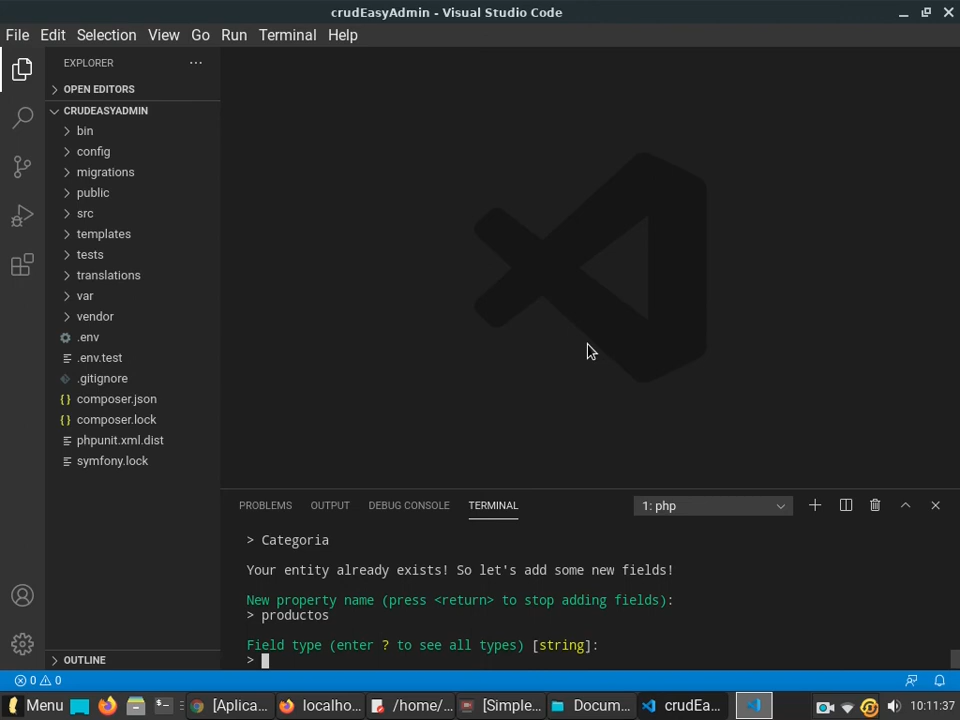 crudEasyAdmin - Visual Studio Code
File Edit Selection View Go Run Terminal Help
EXPLORER
OPEN EDITORS
CRUDEASYADMIN
bin
config
migrations
public
src
templates
tests
translations
var
vendor
.env
.env.test
.gitignore
composer.json
composer.lock
phpunit.xml.dist
symfony.lock
OUTLINE
PROBLEMS OUTPUT DEBUG CONSOLE TERMINAL 1: php
> Categoria
Your entity already exists! So let's add some new fields!
New property name (press <return> to stop adding fields):
> productos
Field type (enter ? to see all types) [string]:
>
0 0
Menu [Aplica... localho... /home/... [Simple... Docum... crudEa... 10:11:37